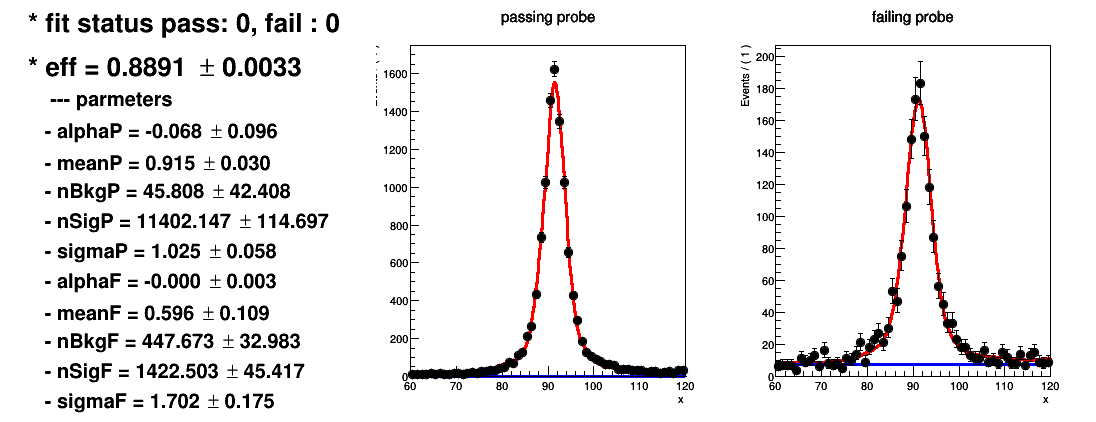 * fit status pass: 0, fail : 0
* eff = 0.8891 ± 0.0033
--- parmeters
- alphaP = -0.068 ± 0.096
- meanP = 0.915 ± 0.030
- nBkgP = 45.808 ± 42.408
- nSigP = 11402.147 ± 114.697
- sigmaP = 1.025 ± 0.058
- alphaF = -0.000 ± 0.003
- meanF = 0.596 ± 0.109
- nBkgF = 447.673 ± 32.983
- nSigF = 1422.503 ± 45.417
- sigmaF = 1.702 ± 0.175
passing probe
1600
1400
1200
1000
800
600
400
200
0
60 70 80 90 100 110 120
x
failing probe
Events / ( 1 )
200
180
160
140
120
100
80
60
40
20
0
60 70 80 90 100 110 120
x